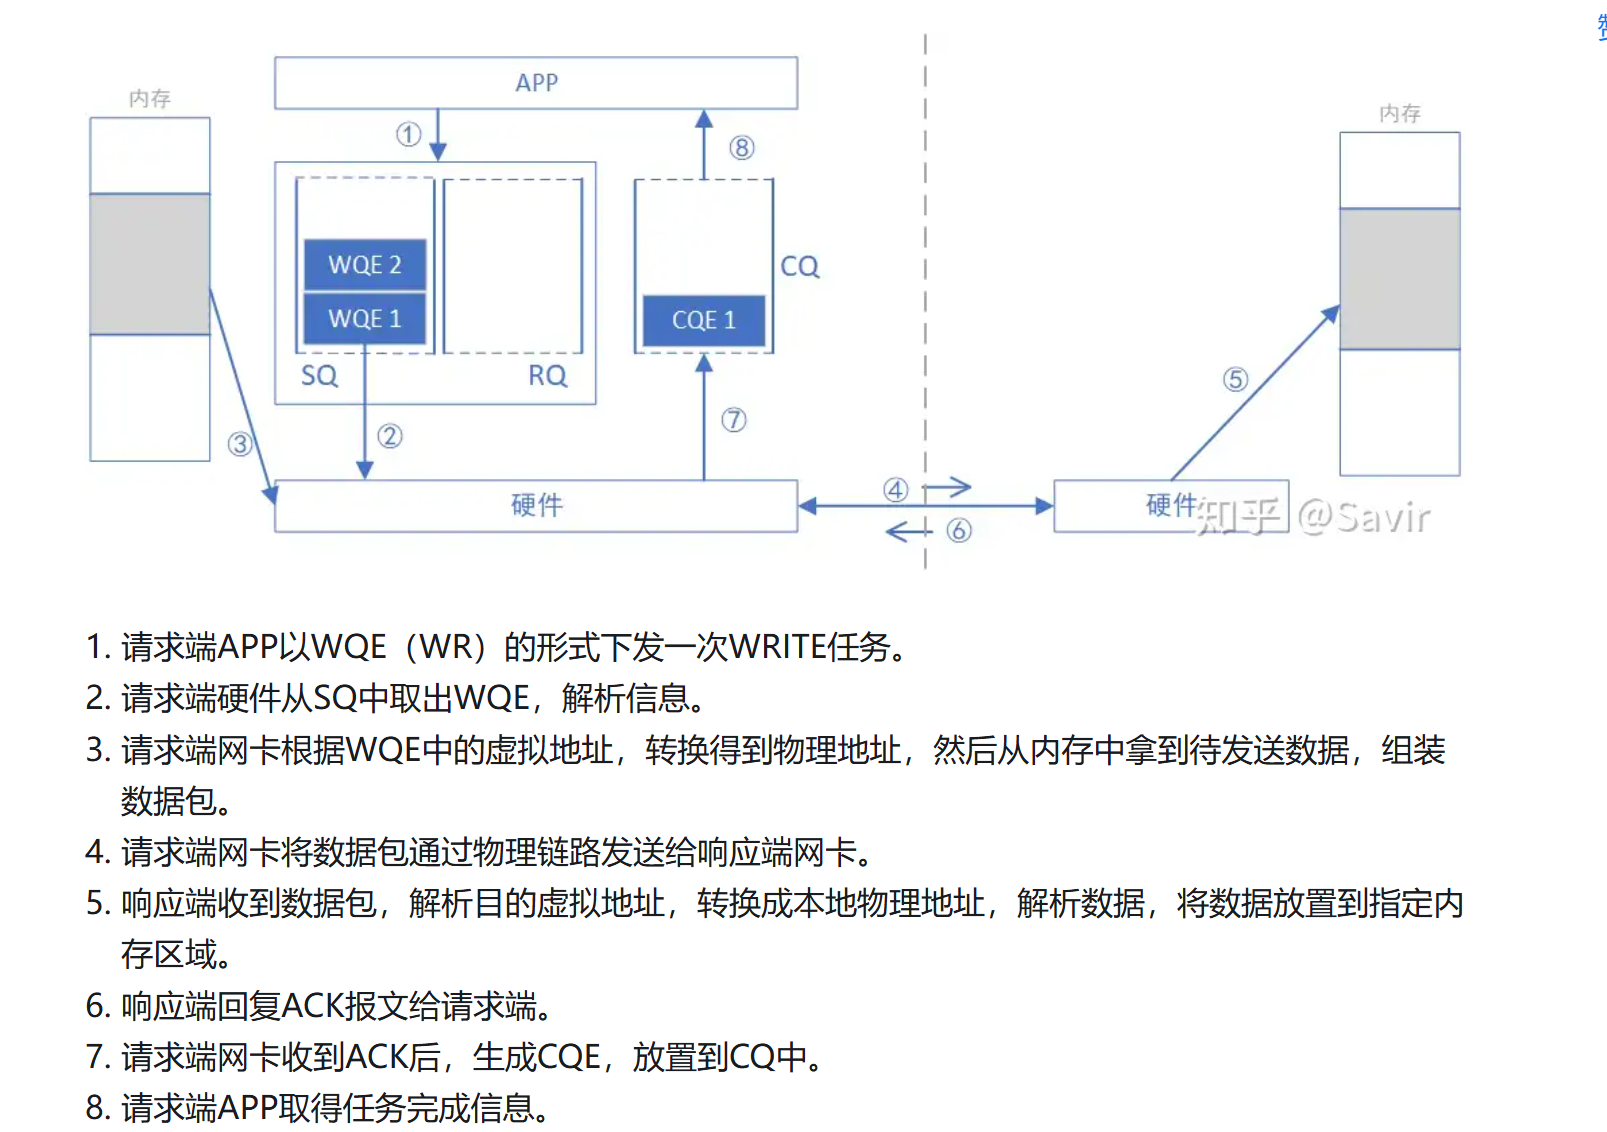 赞
APP
内存
内存
①
⑧
WQE 2
CQ
WQE 1
CQE 1
SQ
RQ
⑤
⑦
②
③
④
硬件
硬件
知乎 @Savir
⑥
1. 请求端APP以WQE（WR）的形式下发一次WRITE任务。
2. 请求端硬件从SQ中取出WQE，解析信息。
3. 请求端网卡根据WQE中的虚拟地址，转换得到物理地址，然后从内存中拿到待发送数据，组装
数据包。
4. 请求端网卡将数据包通过物理链路发送给响应端网卡。
5. 响应端收到数据包，解析目的虚拟地址，转换成本地物理地址，解析数据，将数据放置到指定内
存区域。
6. 响应端回复ACK报文给请求端。
7. 请求端网卡收到ACK后，生成CQE，放置到CQ中。
8. 请求端APP取得任务完成信息。